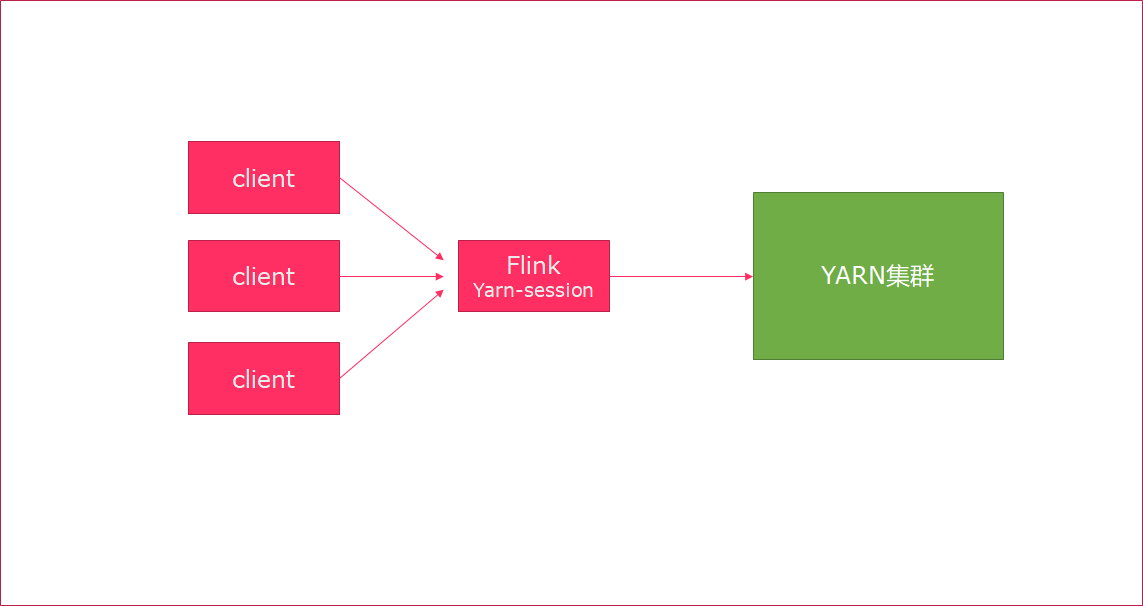 client
client
client
Flink
Yarn-session
YARN集群